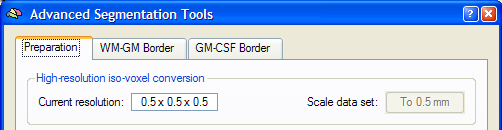 Advanced Segmentation Tools
Preparation WM-GM Border GM-CSF Border
High-resolution iso-voxel conversion
Current resolution: 0.5 x 0.5 x 0.5 Scale data set: To 0.5 mm